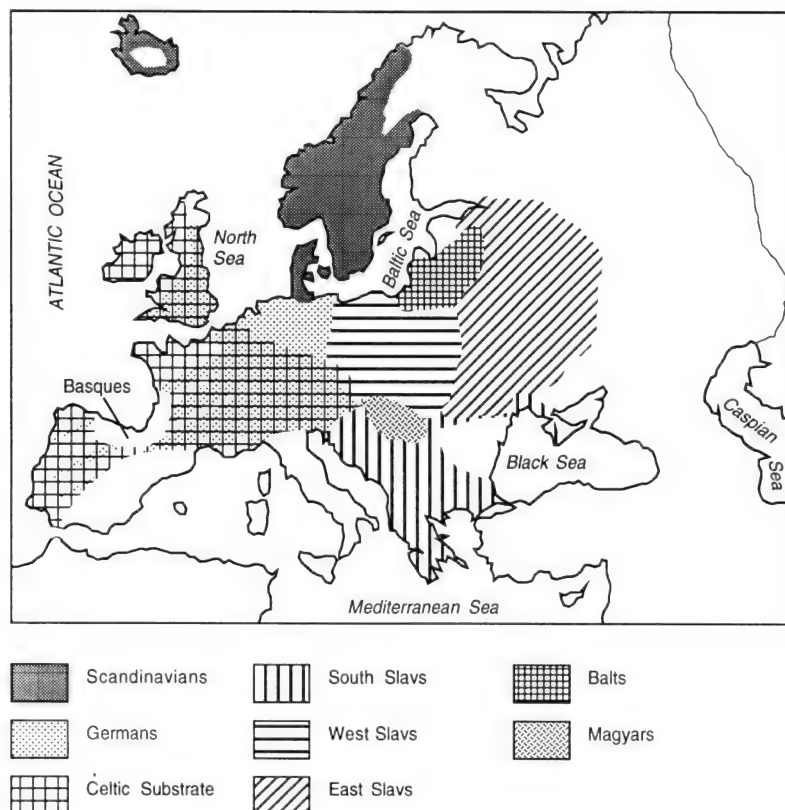 ATLANTIC OCEAN
North
Sea
Baltic Sea
Basques
Caspian
Sea
Black Sea
Mediterranean Sea
Scandinavians
South Slavs
Balts
Germans
West Slavs
Magyars
Celtic Substrate
East Slavs